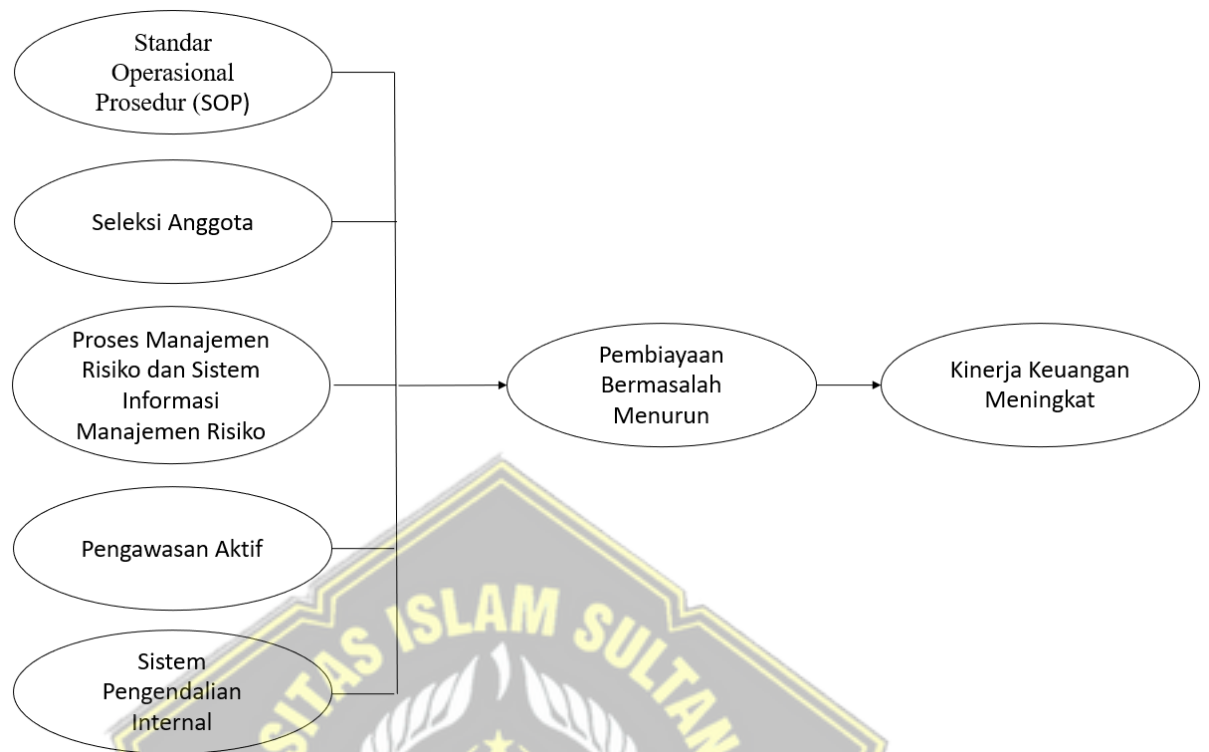 Standar
Operasional
Prosedur (SOP)
Seleksi Anggota
Proses Manajemen
Risiko dan Sistem
Informasi
Manajemen Risiko
Pengawasan Aktif
Sistem
Pengendalian
Internal
Pembiayaan
Bermasalah
Menurun
Kinerja Keuangan
Meningkat
SITAS ISLAM SULTAN